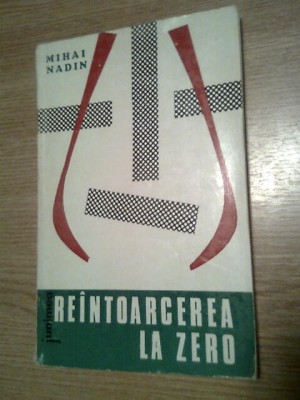 MIHAI
NADIN
junimea
REÎNTOARCEREA
LA ZERO